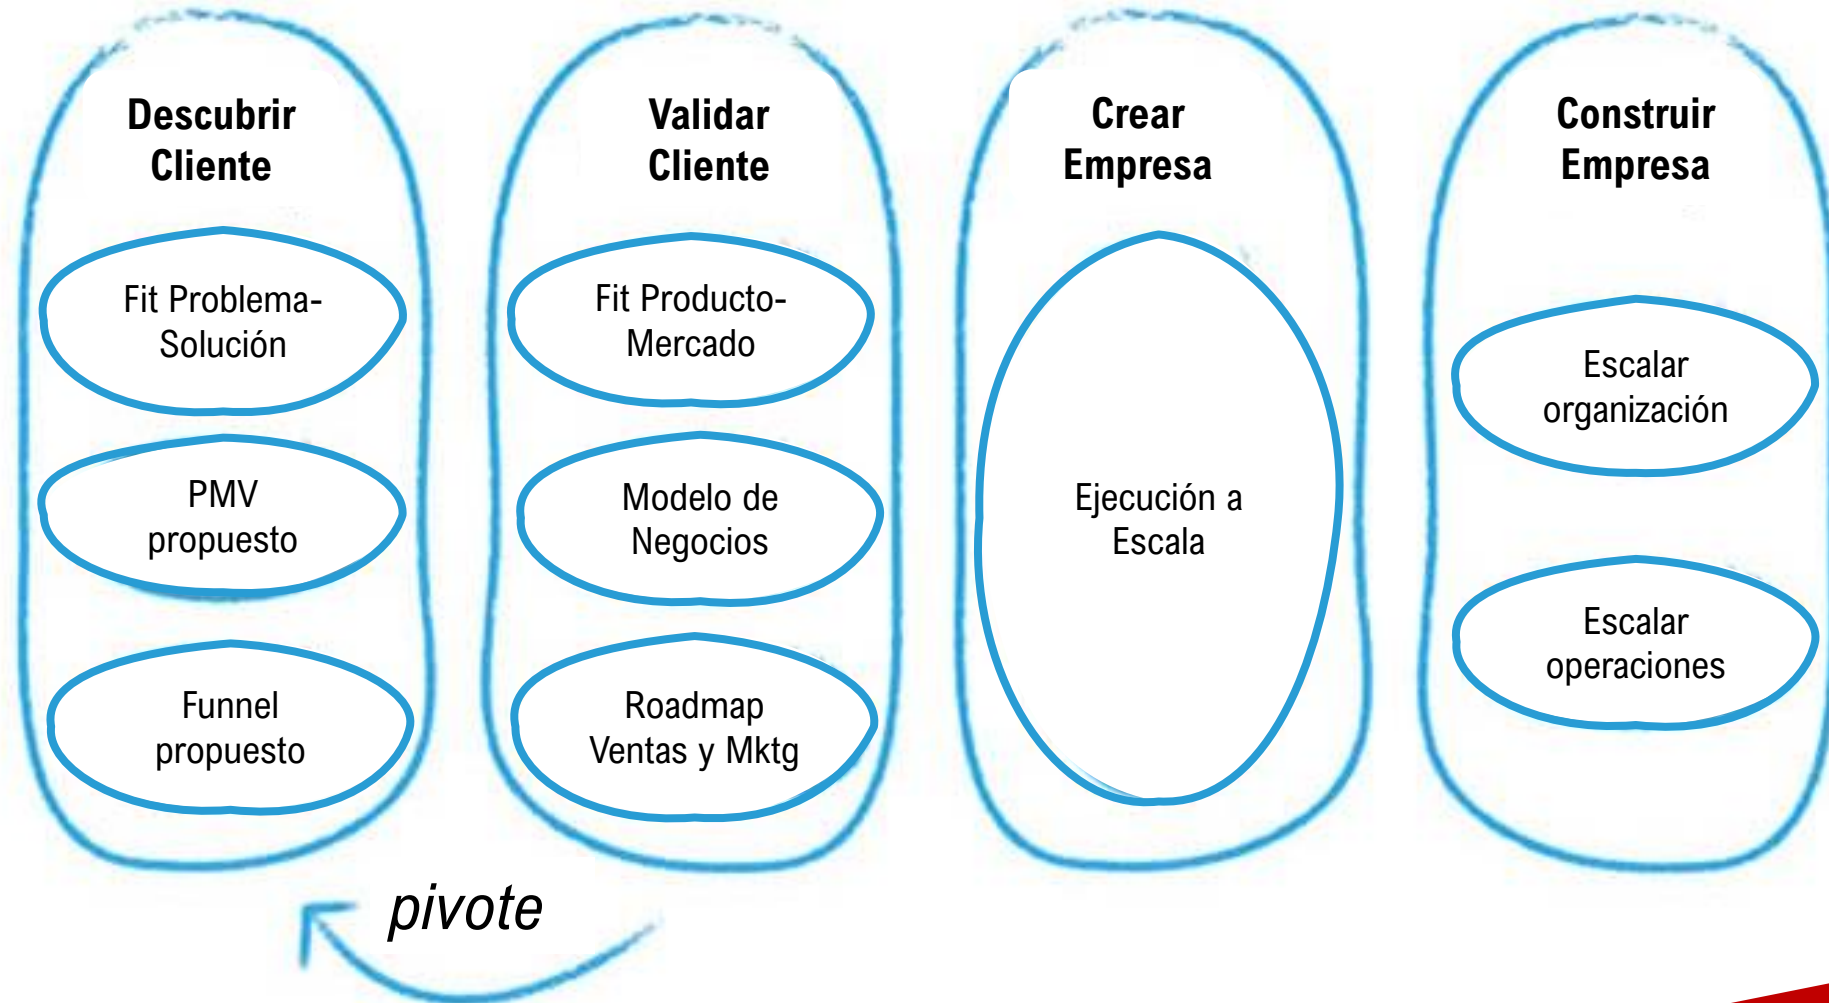 Descubrir
Cliente
Fit Problema-
Solución
PMV
propuesto
Funnel
propuesto
Validar
Cliente
Fit Producto-
Mercado
Modelo de
Negocios
Roadmap
Ventas y Mktg
Crear
Empresa
Ejecución a
Escala
Construir
Empresa
Escalar
organización
Escalar
operaciones
pivote